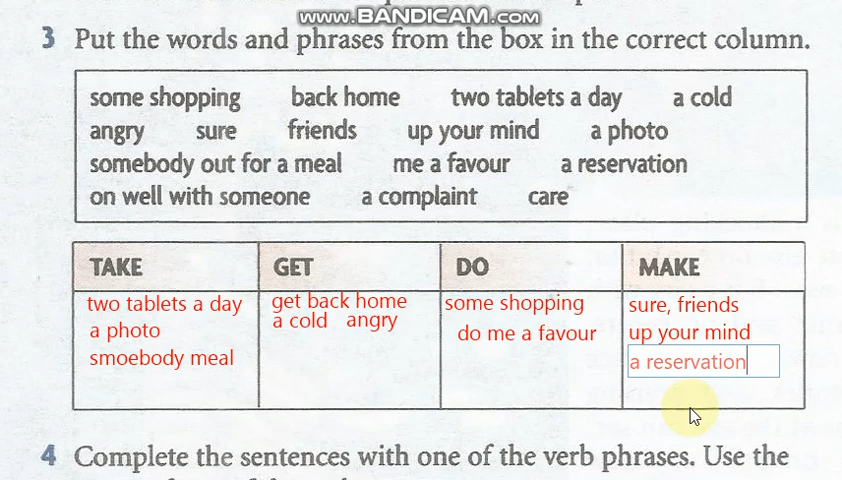 www.BANDICAM.com
3 Put the words and phrases from the box in the correct column.
some shopping back home two tablets a day a cold
angry sure friends up your mind a photo
somebody out for a meal me a favour a reservation
on well with someone a complaint care
TAKE GET DO MAKE
two tablets a day get back home some shopping sure, friends
a photo a cold angry do me a favour up your mind
smoebody meal a reservation
4 Complete the sentences with one of the verb phrases. Use the